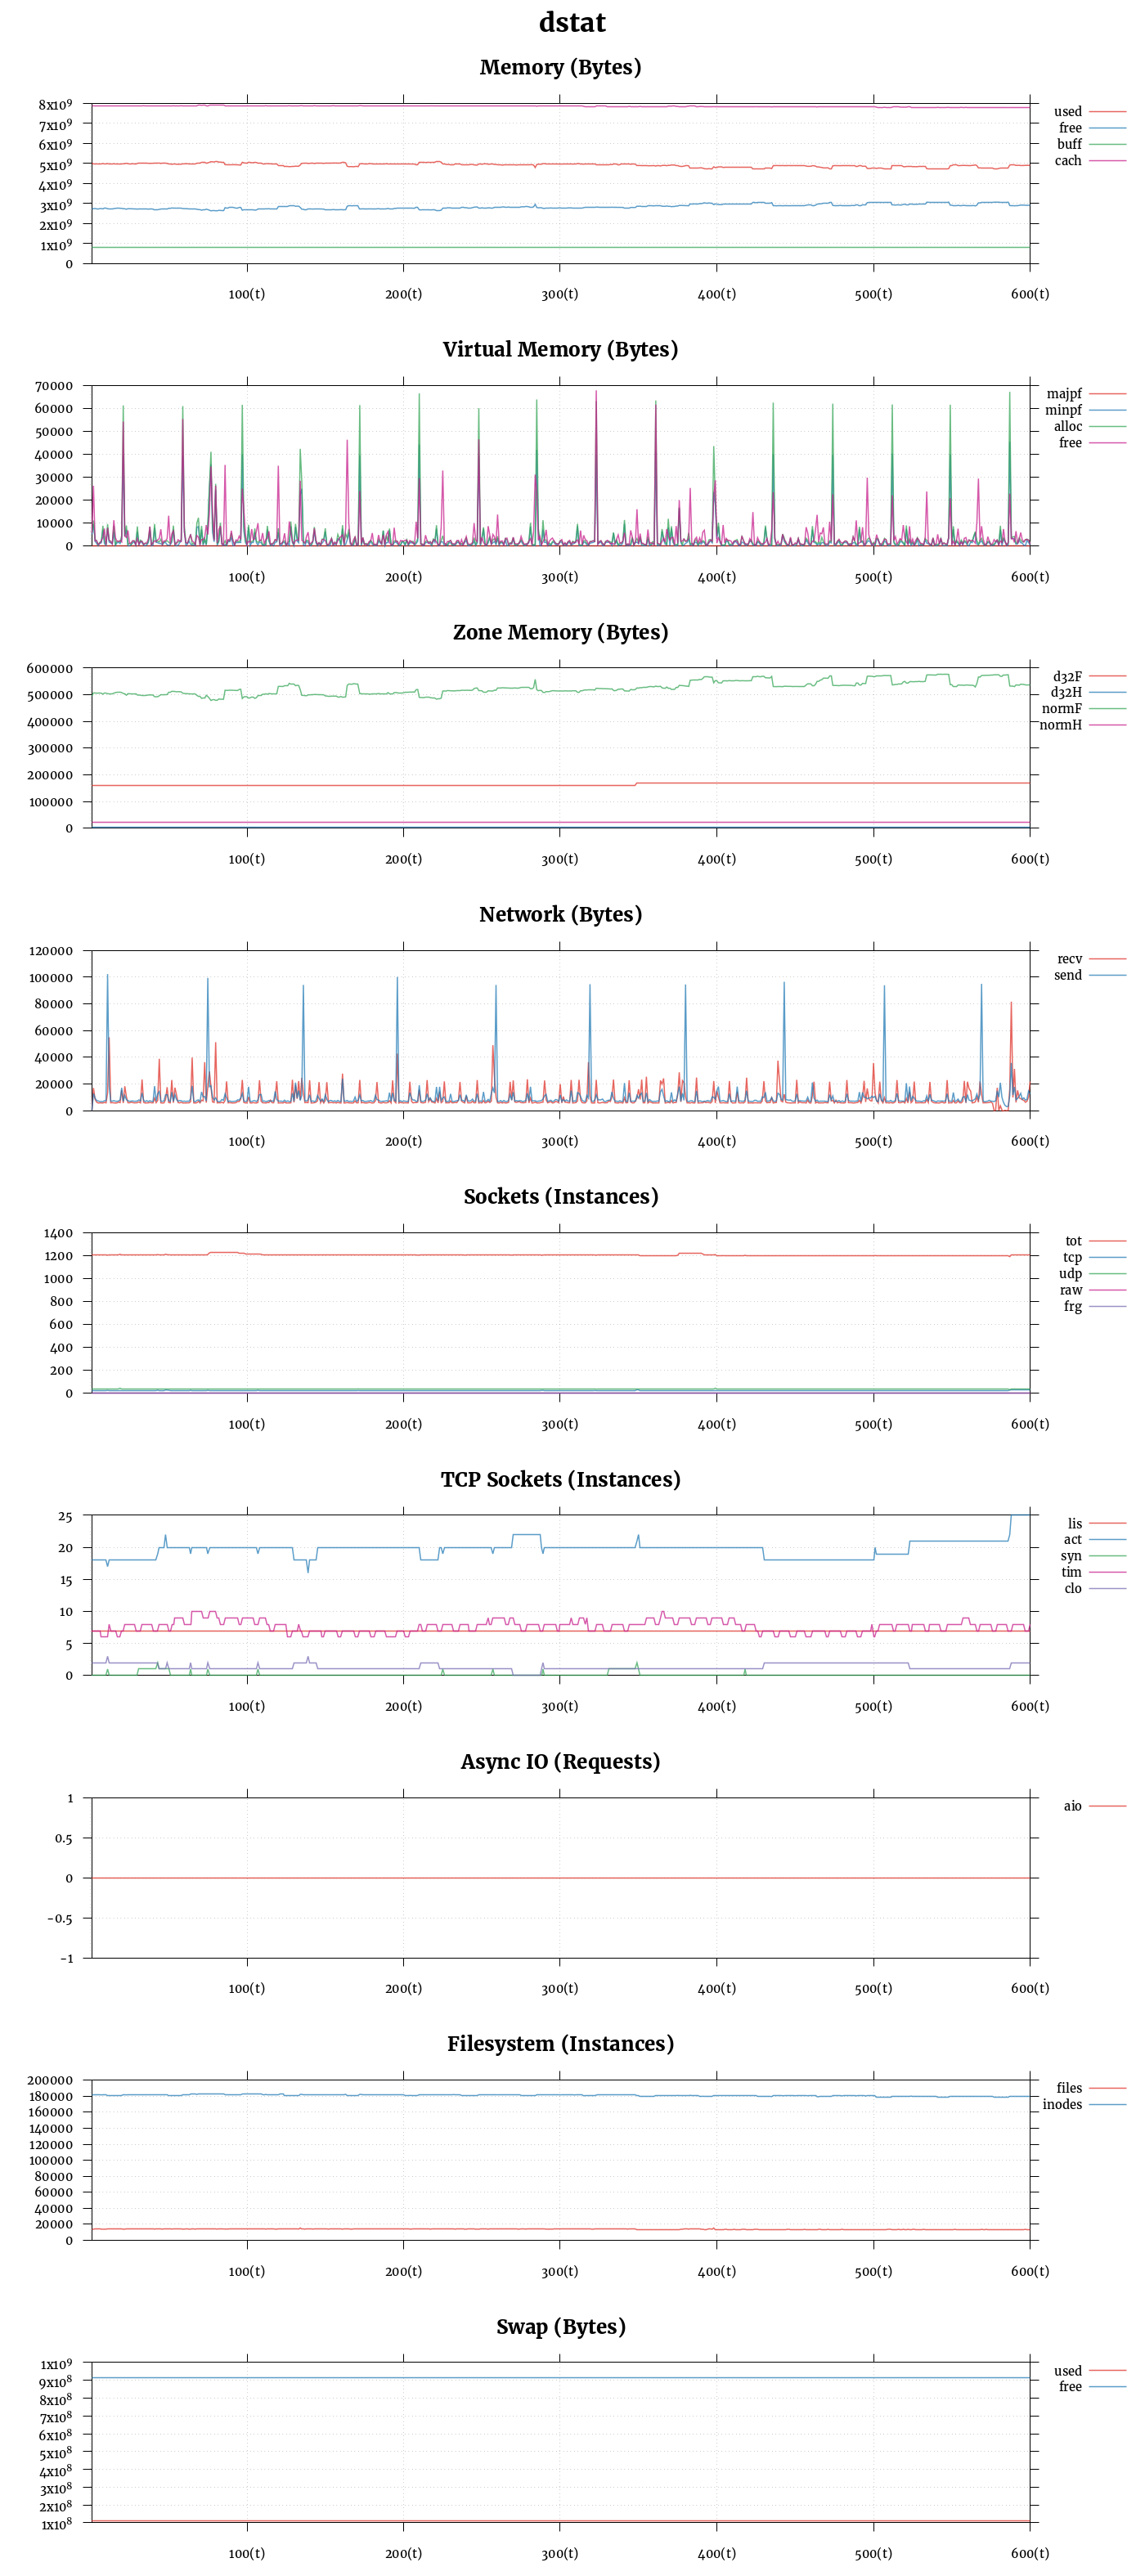 dstat
Memory (Bytes)
8x10⁹
7x10⁹
6x10⁹
5x10⁹
4x10⁹
3x10⁹
2x10⁹
1x10⁹
0
100(t) 200(t) 300(t) 400(t) 500(t) 600(t)
used
free
buff
cach
Virtual Memory (Bytes)
70000
60000
50000
40000
30000
20000
10000
0
100(t) 200(t) 300(t) 400(t) 500(t) 600(t)
majpf
minpf
alloc
free
Zone Memory (Bytes)
600000
500000
400000
300000
200000
100000
0
100(t) 200(t) 300(t) 400(t) 500(t) 600(t)
d32F
d32H
normF
normH
Network (Bytes)
120000
100000
80000
60000
40000
20000
0
100(t) 200(t) 300(t) 400(t) 500(t) 600(t)
recv
send
Sockets (Instances)
1400
1200
1000
800
600
400
200
0
100(t) 200(t) 300(t) 400(t) 500(t) 600(t)
tot
tcp
udp
raw
frg
TCP Sockets (Instances)
25
20
15
10
5
0
100(t) 200(t) 300(t) 400(t) 500(t) 600(t)
lis
act
syn
tim
clo
Async IO (Requests)
1
0.5
0
-0.5
-1
100(t) 200(t) 300(t) 400(t) 500(t) 600(t)
aio
Filesystem (Instances)
200000
180000
160000
140000
120000
100000
80000
60000
40000
20000
0
100(t) 200(t) 300(t) 400(t) 500(t) 600(t)
files
inodes
Swap (Bytes)
1x10⁹
9x10⁸
8x10⁸
7x10⁸
6x10⁸
5x10⁸
4x10⁸
3x10⁸
2x10⁸
1x10⁸
100(t) 200(t) 300(t) 400(t) 500(t) 600(t)
used
free